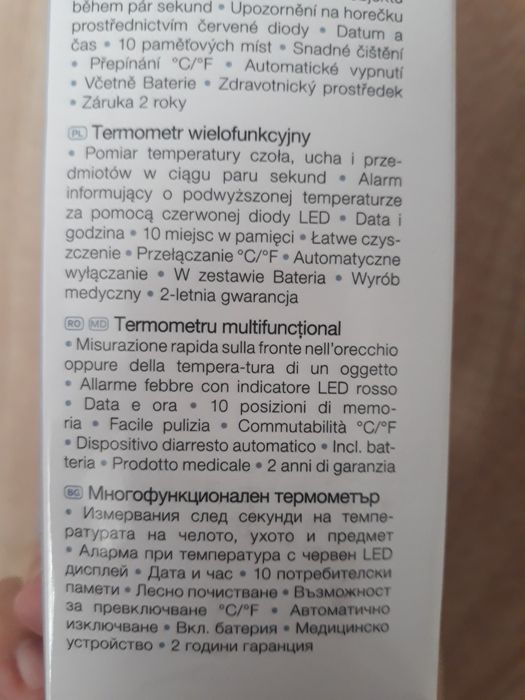 během pár sekund • Upozornění na horečku
prostřednictvím červené diody • Datum a
čas • 10 paměťových míst • Snadné čištění
• Přepínání °C/°F • Automatické vypnutí
• Včetně Baterie • Zdravotnický prostředek
• Záruka 2 roky
PL Termometr wielofunkcyjny
• Pomiar temperatury czoła, ucha i prze-
dmiotów w ciągu paru sekund • Alarm
informujący o podwyższonej temperaturze
za pomocą czerwonej diody LED • Data i
godzina • 10 miejsc w pamięci • Łatwe czys-
zczenie • Przełączanie °C/°F • Automatyczne
wyłączanie • W zestawie Bateria • Wyrób
medyczny • 2-letnia gwarancja
RO MD Termometru multifuncțional
• Misurazione rapida sulla fronte nell'orecchio
oppure della tempera-tura di un oggetto
• Allarme febbre con indicatore LED rosso
• Data e ora • 10 posizioni di memo-
ria • Facile pulizia • Commutabilità °C/°F
• Dispositivo diarresto automatico • Incl. bat-
teria • Prodotto medicale • 2 anni di garanzia
BG Многофункционален термометър
• Измервания след секунди на темпе-
ратурата на челото, ухото и предмет
• Аларма при температура с червен LED
дисплей • Дата и час • 10 потребителски
памети • Лесно почистване • Възможност
за превключване °C/°F • Автоматично
изключване • Вкл. батерия • Медицинско
устройство • 2 години гаранция